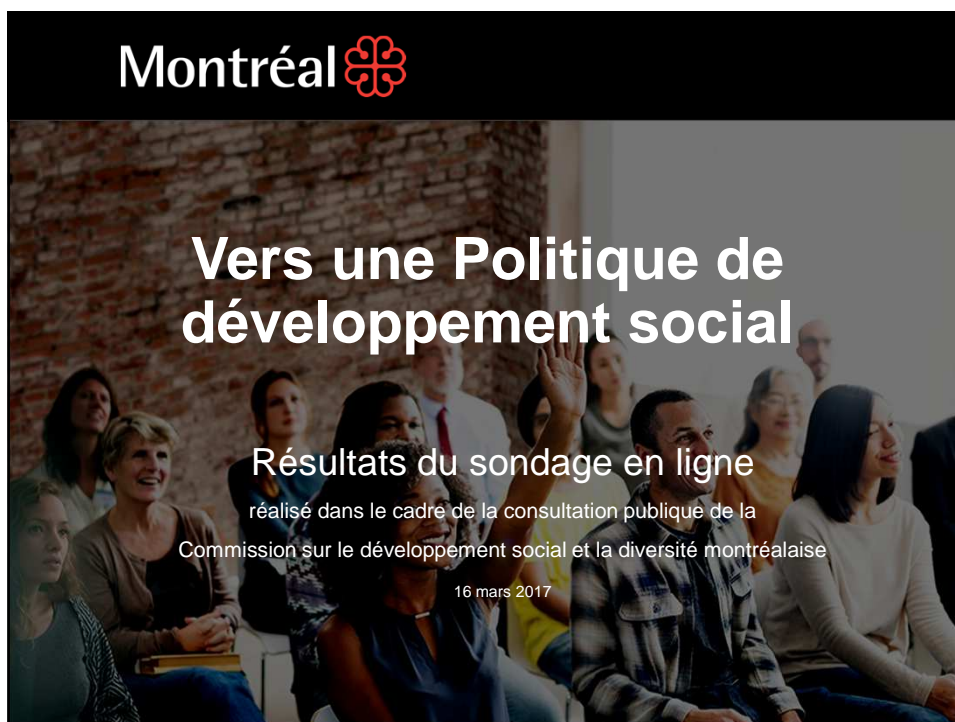 Montréal
Vers une Politique de
développement social
Résultats du sondage en ligne
réalisé dans le cadre de la consultation publique de la
Commission sur le développement social et la diversité montréalaise
16 mars 2017